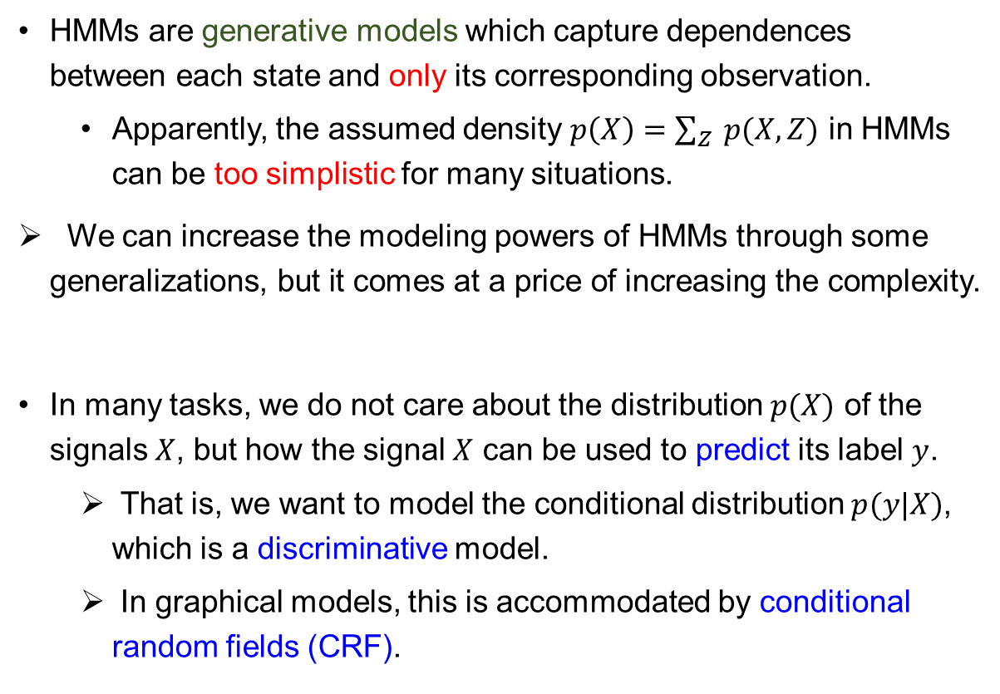 • HMMs are generative models which capture dependences
between each state and only its corresponding observation.
• Apparently, the assumed density p(X) = ∑_Z p(X, Z) in HMMs
can be too simplistic for many situations.
➢ We can increase the modeling powers of HMMs through some
generalizations, but it comes at a price of increasing the complexity.
• In many tasks, we do not care about the distribution p(X) of the
signals X, but how the signal X can be used to predict its label y.
➢ That is, we want to model the conditional distribution p(y|X),
which is a discriminative model.
➢ In graphical models, this is accommodated by conditional
random fields (CRF).